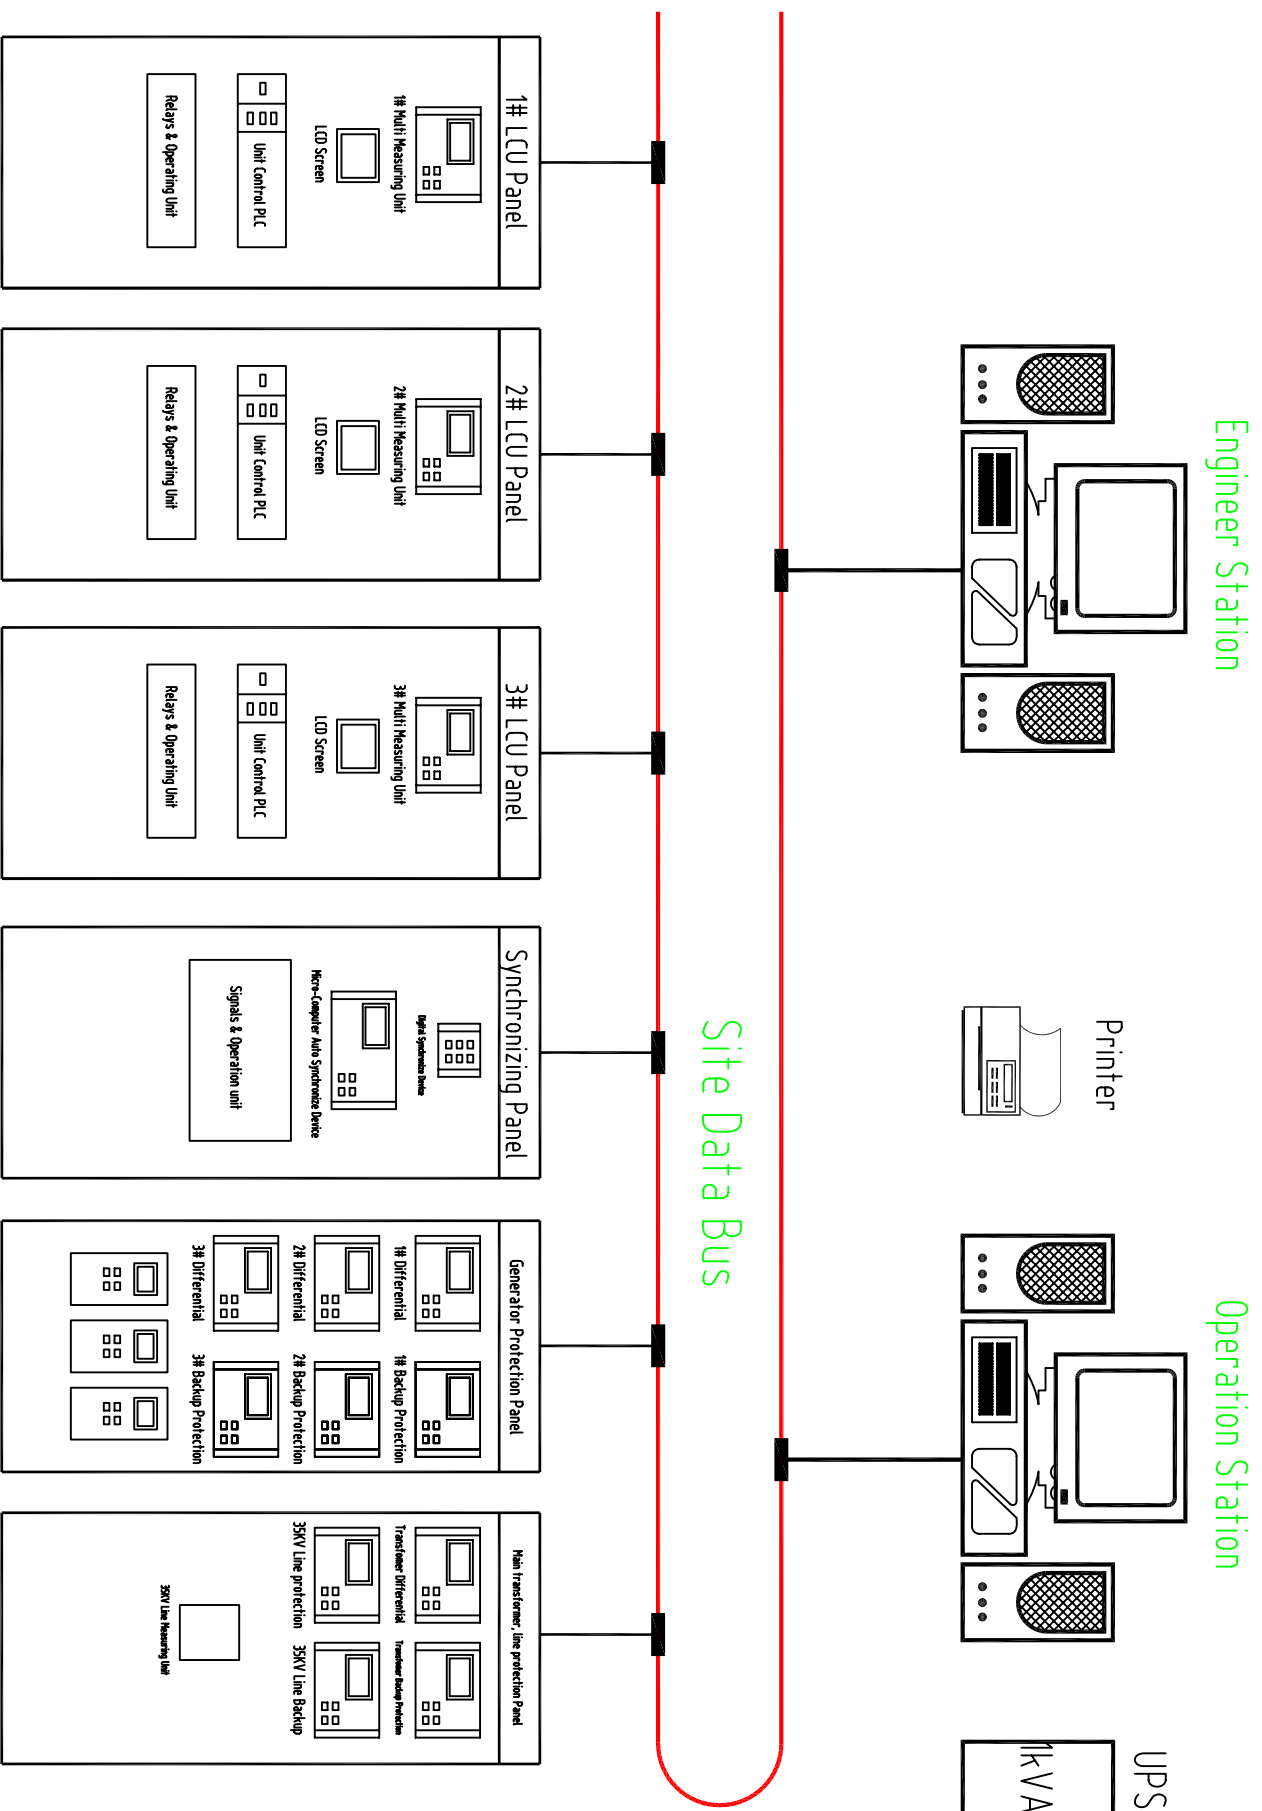 Engineer Station
Operation Station
Printer
UPS
1kVA
Site Data Bus
1# LCU Panel
1# Multi Measuring Unit
LCD Screen
Unit Control PLC
Relays & Operating Unit
2# LCU Panel
2# Multi Measuring Unit
LCD Screen
Unit Control PLC
Relays & Operating Unit
3# LCU Panel
3# Multi Measuring Unit
LCD Screen
Unit Control PLC
Relays & Operating Unit
Synchronizing Panel
Digital Synchronize Device
Micro-Computer Auto Synchronize Device
Signals & Operation unit
Generator Protection Panel
1# Differential
1# Backup Protection
2# Differential
2# Backup Protection
3# Differential
3# Backup Protection
Main transformer, line protection Panel
Transfomer Differential
Transfomer Backup Protection
35KV Line protection
35KV Line Backup
35KV Line Measuring Unit